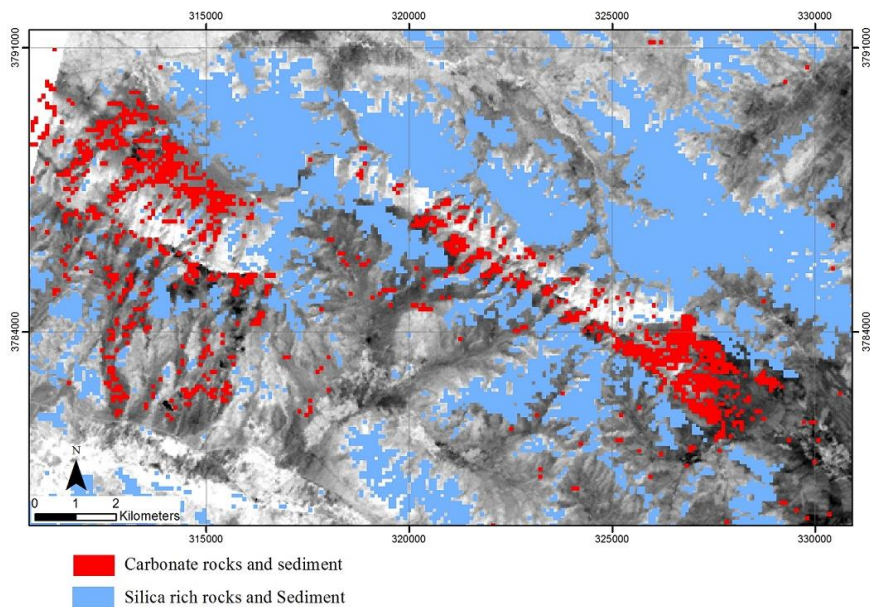 315000 320000 325000 330000
3791000 3791000
3784000 3784000
N
0 1 2
Kilometers
315000 320000 325000 330000
Carbonate rocks and sediment
Silica rich rocks and Sediment